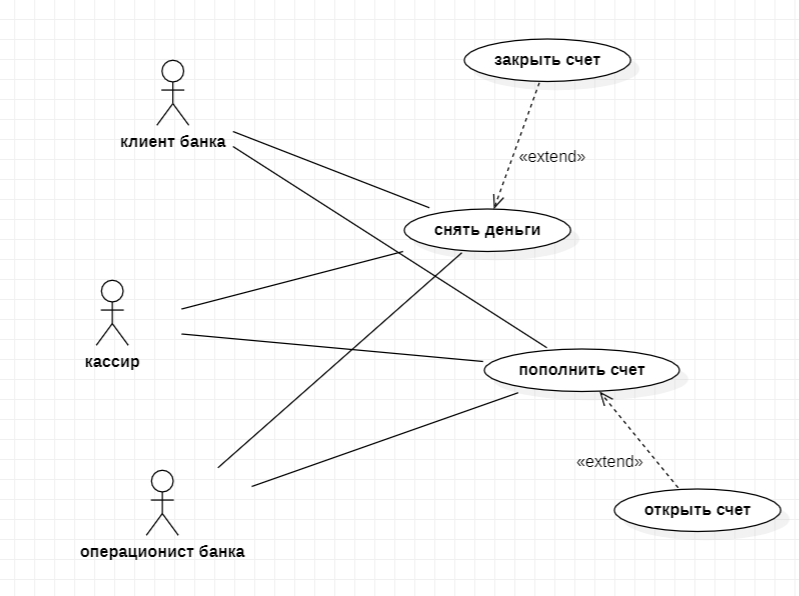 закрыть счет
клиент банка
«extend»
снять деньги
кассир
пополнить счет
«extend»
открыть счет
операционист банка